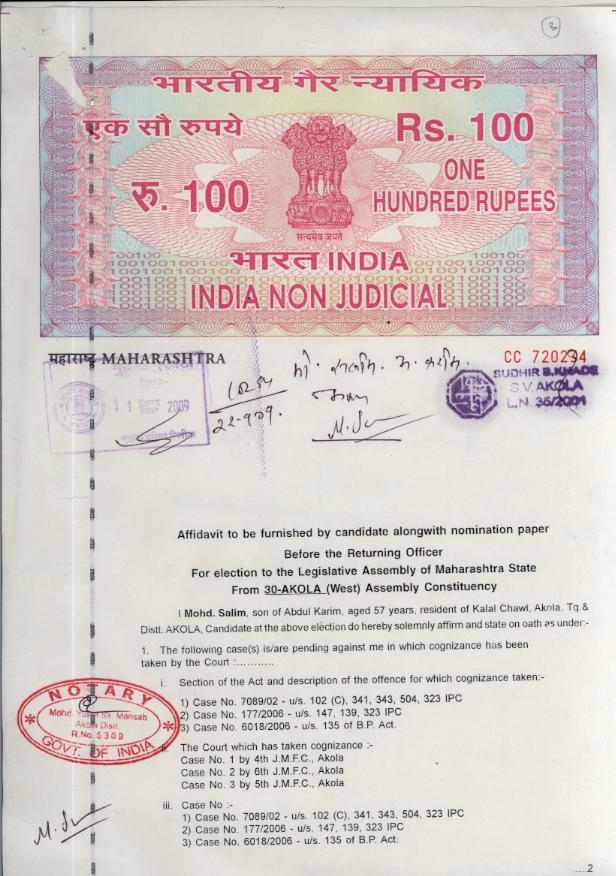 3
भारतीय गैर न्यायिक
एक सौ रुपये
Rs. 100
रु. 100
ONE
HUNDRED RUPEES
सत्यमेव जयते
भारत INDIA
INDIA NON JUDICIAL
महाराष्ट्र MAHARASHTRA
CC 720294
11 2009
SUDHIR B.KHADE
S.V.AKOLA
L.N. 35/2001
Affidavit to be furnished by candidate alongwith nomination paper
Before the Returning Officer
For election to the Legislative Assembly of Maharashtra State
From 30-AKOLA (West) Assembly Constituency
I Mohd. Salim, son of Abdul Karim, aged 57 years, resident of Kalal Chawl, Akola, Tq.&
Distt. AKOLA, Candidate at the above election do hereby solemnly affirm and state on oath as under:-
1. The following case(s) is/are pending against me in which cognizance has been
taken by the Court :..........
i. Section of the Act and description of the offence for which cognizance taken:-
1) Case No. 7089/02 - u/s. 102 (C), 341, 343, 504, 323 IPC
2) Case No. 177/2006 - u/s. 147, 139, 323 IPC
3) Case No. 6018/2006 - u/s. 135 of B.P. Act.
NOTARY
Mohd. Sk. Mansab
Akola Distt.
R.No. 5309
GOVT. OF INDIA
ii. The Court which has taken cognizance :-
Case No. 1 by 4th J.M.F.C., Akola
Case No. 2 by 6th J.M.F.C., Akola
Case No. 3 by 5th J.M.F.C., Akola
iii. Case No :-
1) Case No. 7089/02 - u/s. 102 (C), 341, 343, 504, 323 IPC
2) Case No. 177/2006 - u/s. 147, 139, 323 IPC
3) Case No. 6018/2006 - u/s. 135 of B.P. Act.
.....2